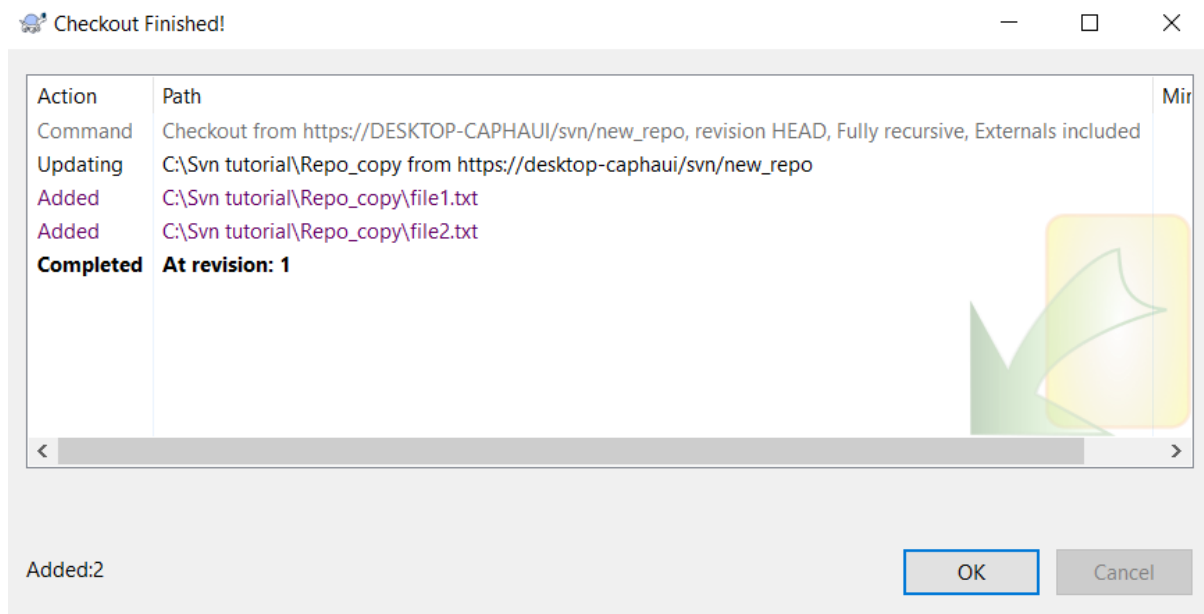 Checkout Finished!
Action Path Mir
Command Checkout from https://DESKTOP-CAPHAUI/svn/new_repo, revision HEAD, Fully recursive, Externals included
Updating C:\Svn tutorial\Repo_copy from https://desktop-caphaui/svn/new_repo
Added C:\Svn tutorial\Repo_copy\file1.txt
Added C:\Svn tutorial\Repo_copy\file2.txt
Completed At revision: 1
Added:2
OK Cancel